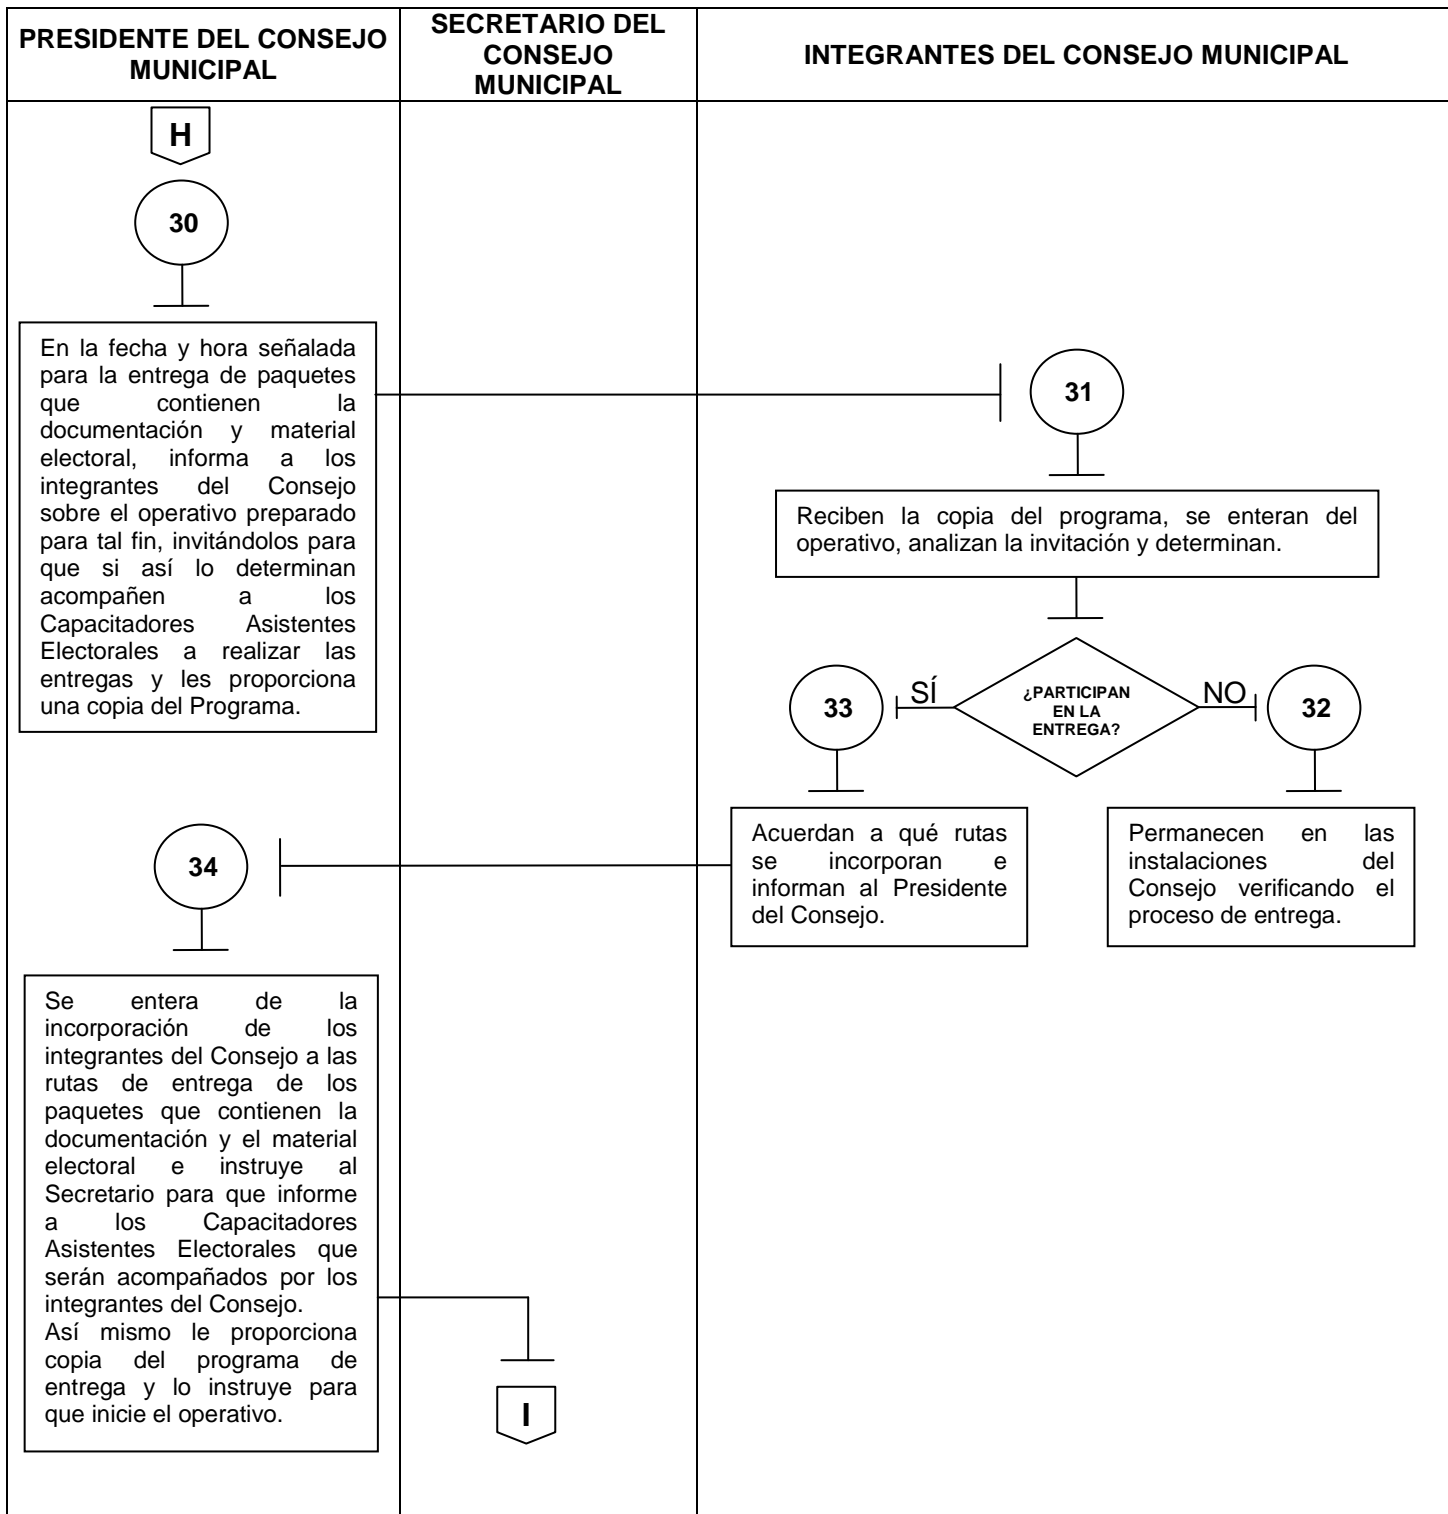 PRESIDENTE DEL CONSEJO
MUNICIPAL
SECRETARIO DEL
CONSEJO
MUNICIPAL
INTEGRANTES DEL CONSEJO MUNICIPAL
H
30
En la fecha y hora señalada
para la entrega de paquetes
que contienen la
documentación y material
electoral, informa a los
integrantes del Consejo
sobre el operativo preparado
para tal fin, invitándolos para
que si así lo determinan
acompañen a los
Capacitadores Asistentes
Electorales a realizar las
entregas y les proporciona
una copia del Programa.
31
Reciben la copia del programa, se enteran del
operativo, analizan la invitación y determinan.
¿PARTICIPAN
EN LA
ENTREGA?
SÍ
NO
33
32
Acuerdan a qué rutas
se incorporan e
informan al Presidente
del Consejo.
Permanecen en las
instalaciones del
Consejo verificando el
proceso de entrega.
34
Se entera de la
incorporación de los
integrantes del Consejo a las
rutas de entrega de los
paquetes que contienen la
documentación y el material
electoral e instruye al
Secretario para que informe
a los Capacitadores
Asistentes Electorales que
serán acompañados por los
integrantes del Consejo.
Así mismo le proporciona
copia del programa de
entrega y lo instruye para
que inicie el operativo.
I